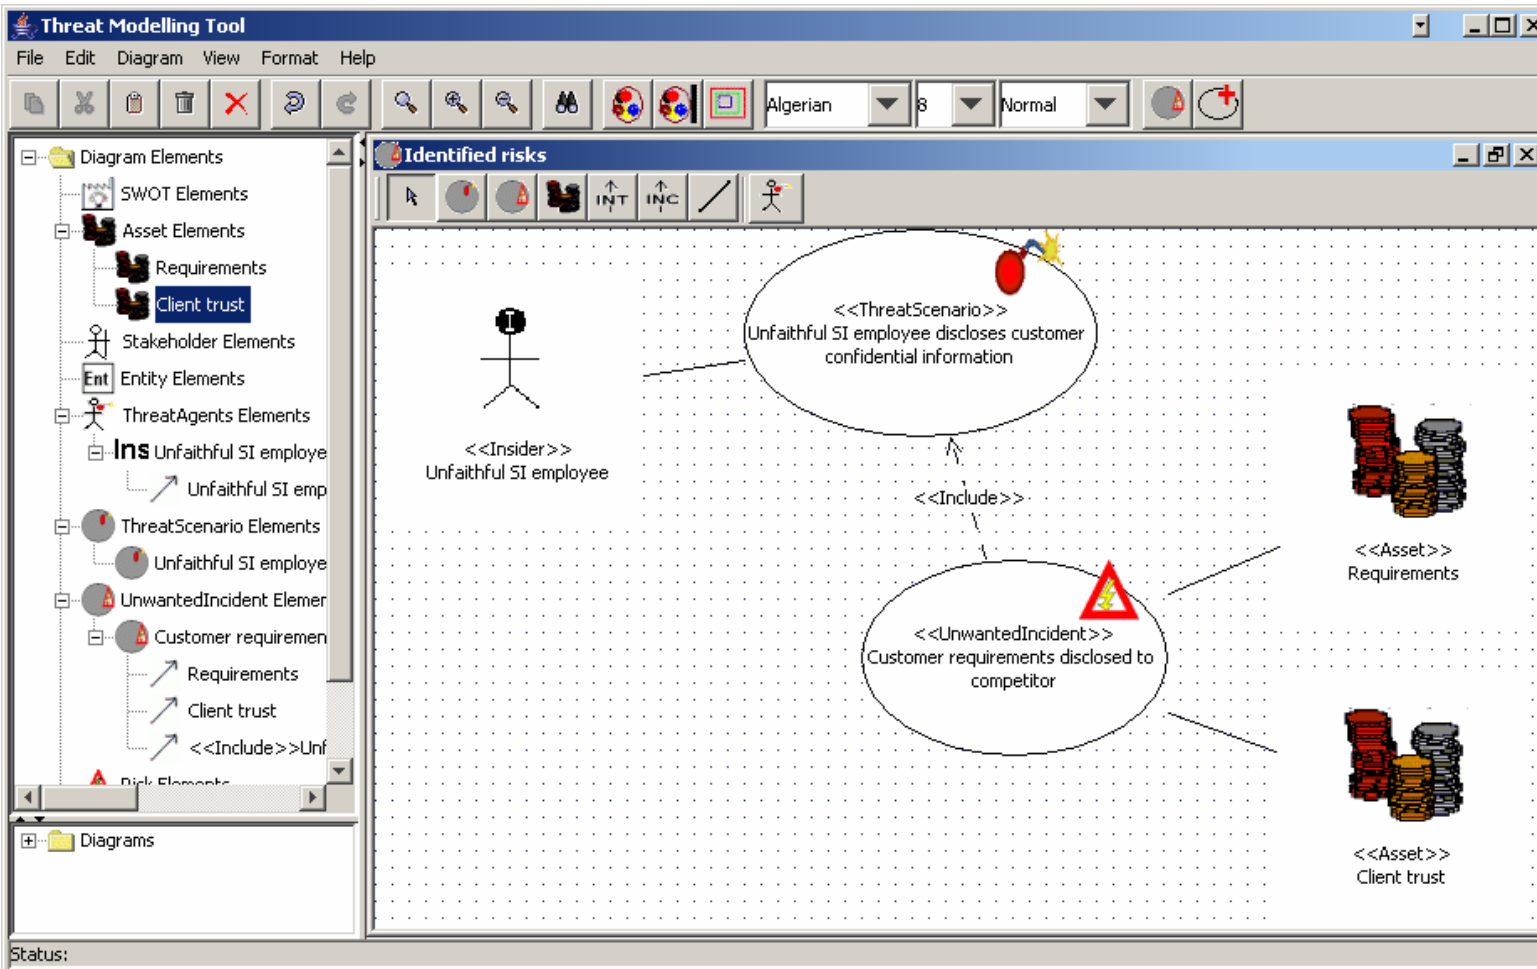 Threat Modelling Tool
File Edit Diagram View Format Help
Algerian 8 Normal
Diagram Elements
SWOT Elements
Asset Elements
Requirements
Client trust
Stakeholder Elements
Ent Entity Elements
ThreatAgents Elements
Ins Unfaithful SI employe
Unfaithful SI emp
ThreatScenario Elements
Unfaithful SI employe
UnwantedIncident Elemer
Customer requiremen
Requirements
Client trust
<<Include>>Unf
Risk Elements
Diagrams
Identified risks
INT INC
<<ThreatScenario>>
Unfaithful SI employee discloses customer
confidential information
I
<<Insider>>
Unfaithful SI employee
<<Include>>
<<Asset>>
Requirements
<<UnwantedIncident>>
Customer requirements disclosed to
competitor
<<Asset>>
Client trust
Status: